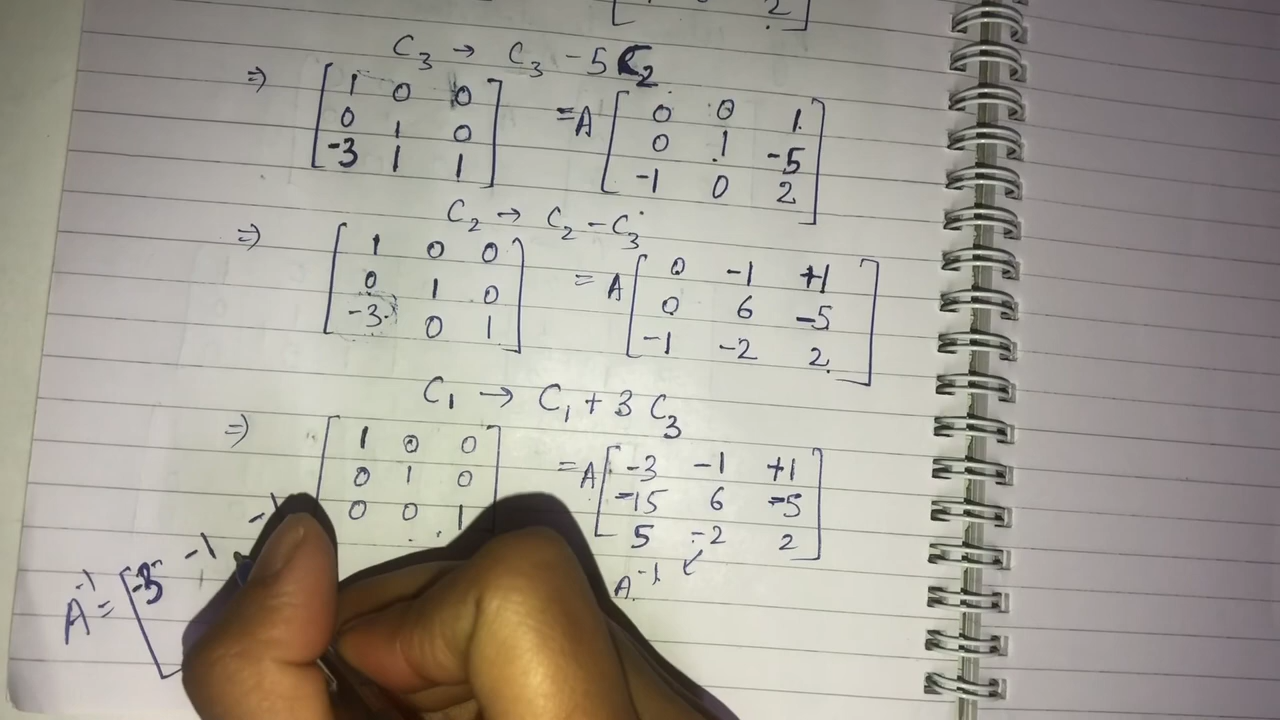 2
C₃ → C₃ - 5C₂
⇒ [1 0 0 = A [0 0 1
0 1 0 0 1 -5
-3 1 1] -1 0 2]
C₂ → C₂ - C₃
⇒ [1 0 0 = A [0 -1 +1
0 1 0 0 6 -5
-3 0 1] -1 -2 2]
C₁ → C₁ + 3 C₃
⇒ [1 0 0 = A [-3 -1 +1
0 1 0 -15 6 -5
0 0 1] 5 -2 2]
A⁻¹
A⁻¹ = [-3 -1